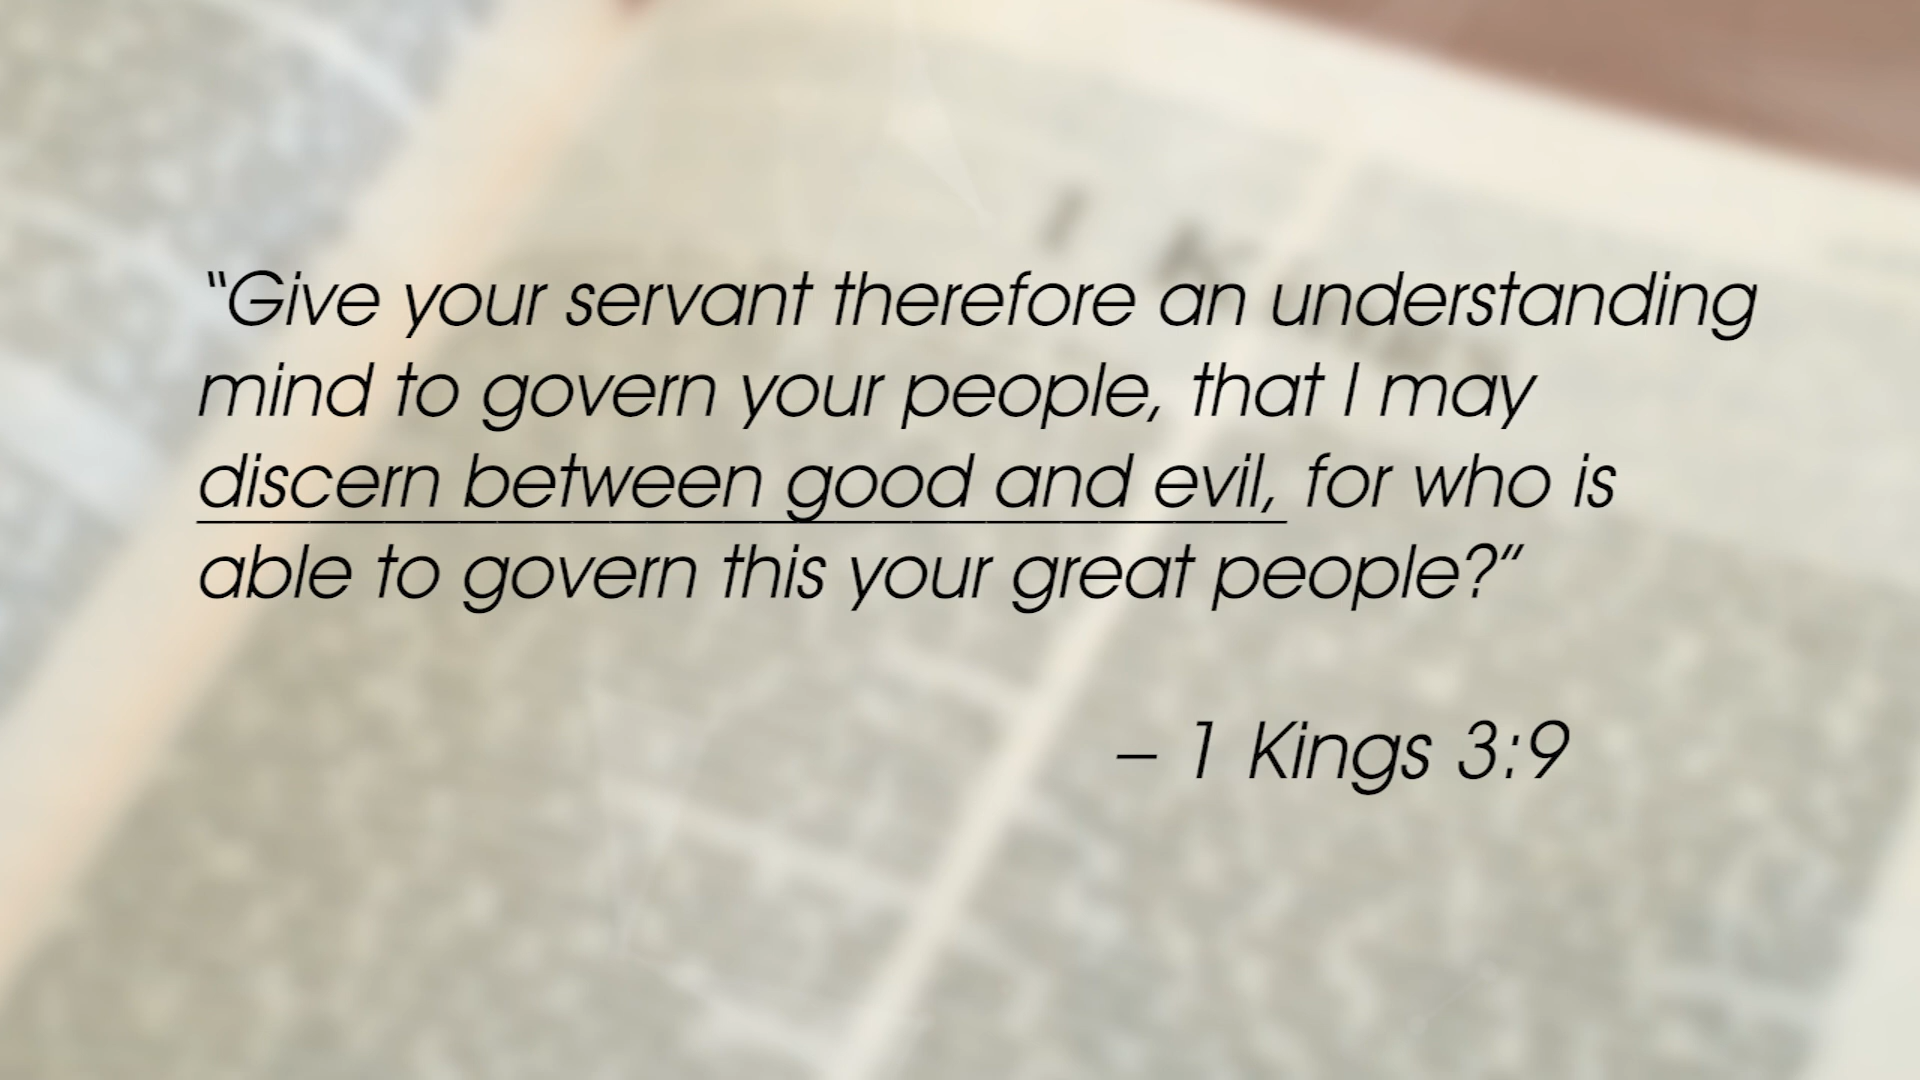 “Give your servant therefore an understanding
mind to govern your people, that I may
discern between good and evil, for who is
able to govern this your great people?”
– 1 Kings 3:9